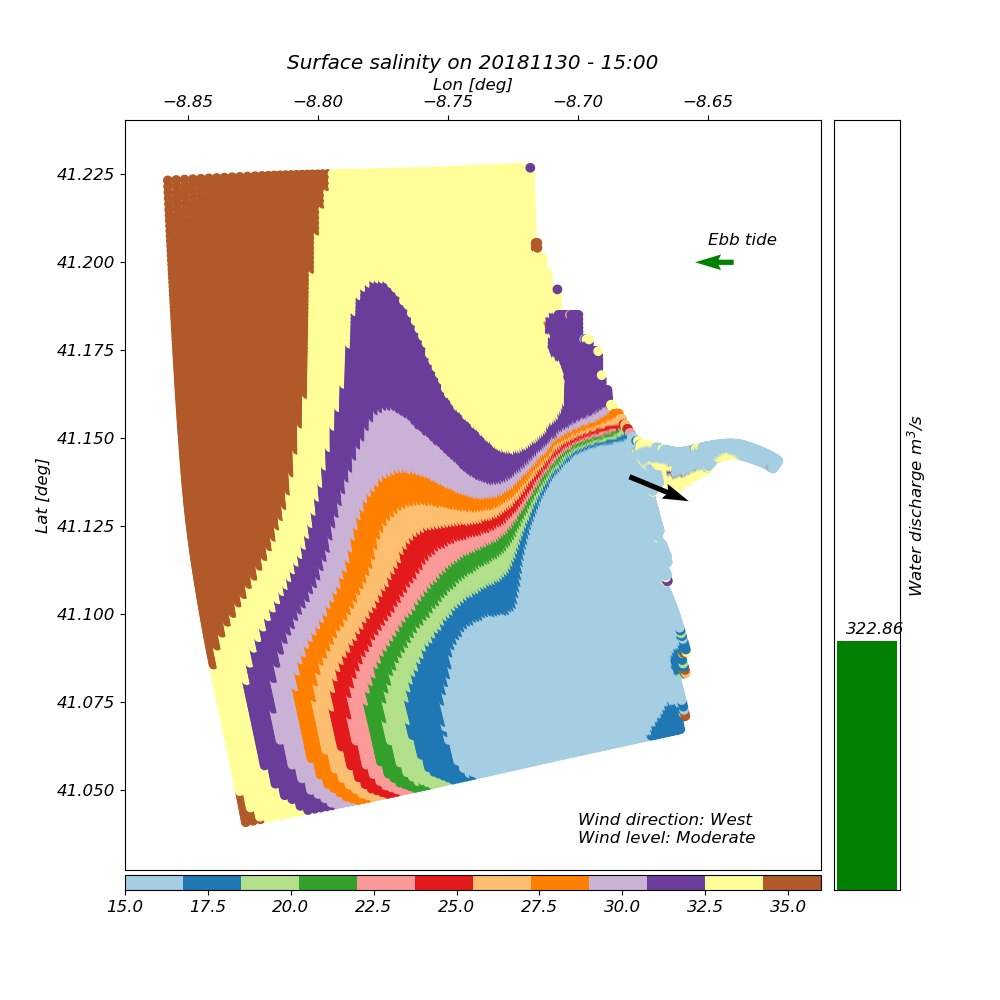 Surface salinity on 20181130 - 15:00
Lon [deg]
−8.85 −8.80 −8.75 −8.70 −8.65
41.225
41.200
41.175
41.150
41.125
41.100
41.075
41.050
Lat [deg]
Ebb tide
Water discharge m³/s
322.86
Wind direction: West
Wind level: Moderate
15.0 17.5 20.0 22.5 25.0 27.5 30.0 32.5 35.0